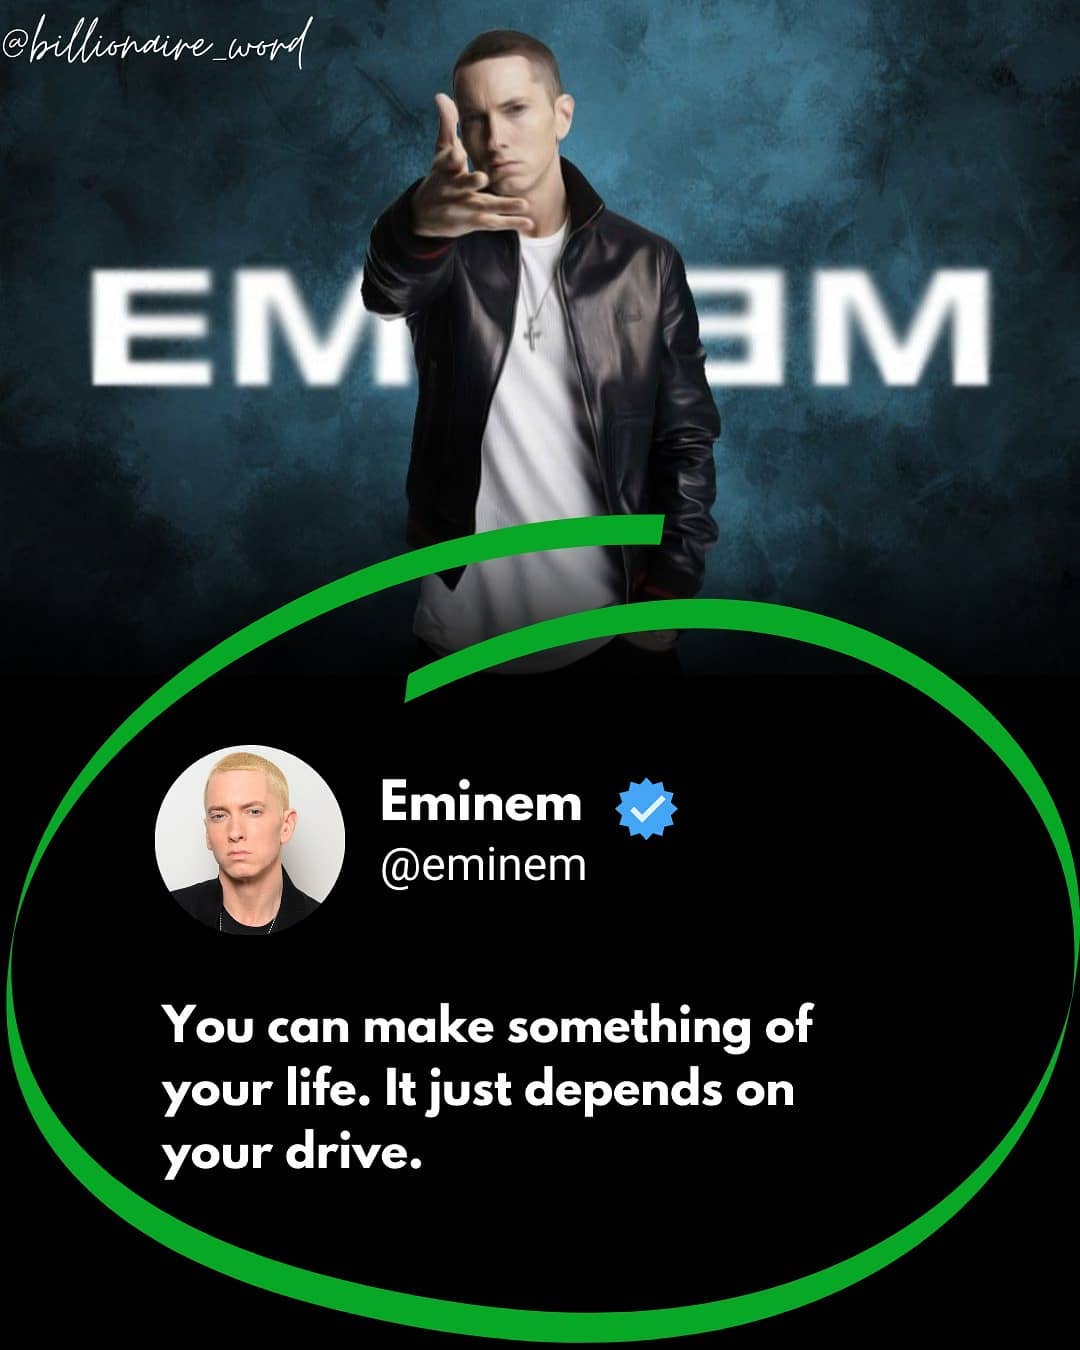 @billionaire_word
EM ƎM
Eminem
@eminem
You can make something of
your life. It just depends on
your drive.